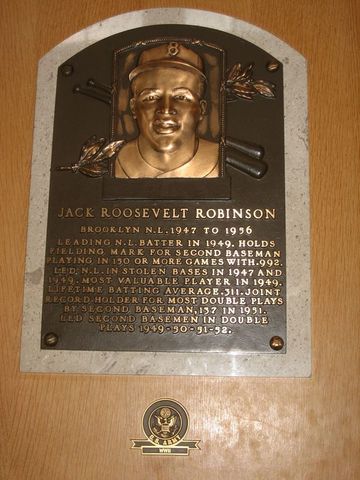 B
JACK ROOSEVELT ROBINSON
BROOKLYN N.L. 1947 TO 1956
LEADING N.L. BATTER IN 1949. HOLDS
FIELDING MARK FOR SECOND BASEMAN
PLAYING IN 150 OR MORE GAMES WITH .992.
LED N.L. IN STOLEN BASES IN 1947 AND
1949. MOST VALUABLE PLAYER IN 1949.
LIFETIME BATTING AVERAGE .311. JOINT
RECORD HOLDER FOR MOST DOUBLE PLAYS
BY SECOND BASEMAN, 137 IN 1951.
LED SECOND BASEMEN IN DOUBLE
PLAYS 1949-50-51-52.
U.S. ARMY
WWII